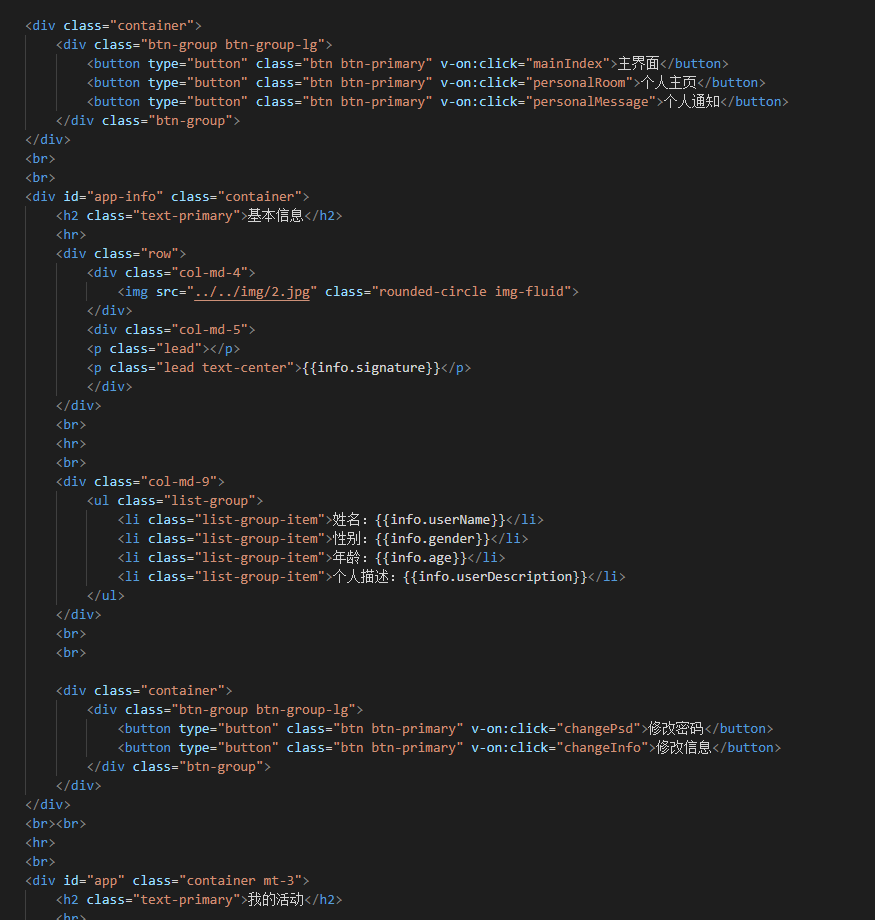 <div class="container">
    <div class="btn-group btn-group-lg">
        <button type="button" class="btn btn-primary" v-on:click="mainIndex">主界面</button>
        <button type="button" class="btn btn-primary" v-on:click="personalRoom">个人主页</button>
        <button type="button" class="btn btn-primary" v-on:click="personalMessage">个人通知</button>
    </div class="btn-group">
</div>
<br>
<br>
<div id="app-info" class="container">
    <h2 class="text-primary">基本信息</h2>
    <hr>
    <div class="row">
        <div class="col-md-4">
            <img src="../../img/2.jpg" class="rounded-circle img-fluid">
        </div>
        <div class="col-md-5">
        <p class="lead"></p>
        <p class="lead text-center">{{info.signature}}</p>
        </div>
    </div>
    <br>
    <hr>
    <br>
    <div class="col-md-9">
        <ul class="list-group">
            <li class="list-group-item">姓名：{{info.userName}}</li>
            <li class="list-group-item">性别：{{info.gender}}</li>
            <li class="list-group-item">年龄：{{info.age}}</li>
            <li class="list-group-item">个人描述：{{info.userDescription}}</li>
        </ul>
    </div>
    <br>
    <br>

    <div class="container">
        <div class="btn-group btn-group-lg">
            <button type="button" class="btn btn-primary" v-on:click="changePsd">修改密码</button>
            <button type="button" class="btn btn-primary" v-on:click="changeInfo">修改信息</button>
        </div class="btn-group">
    </div>
</div>
<br><br>
<hr>
<br>
<div id="app" class="container mt-3">
    <h2 class="text-primary">我的活动</h2>
    <hr>